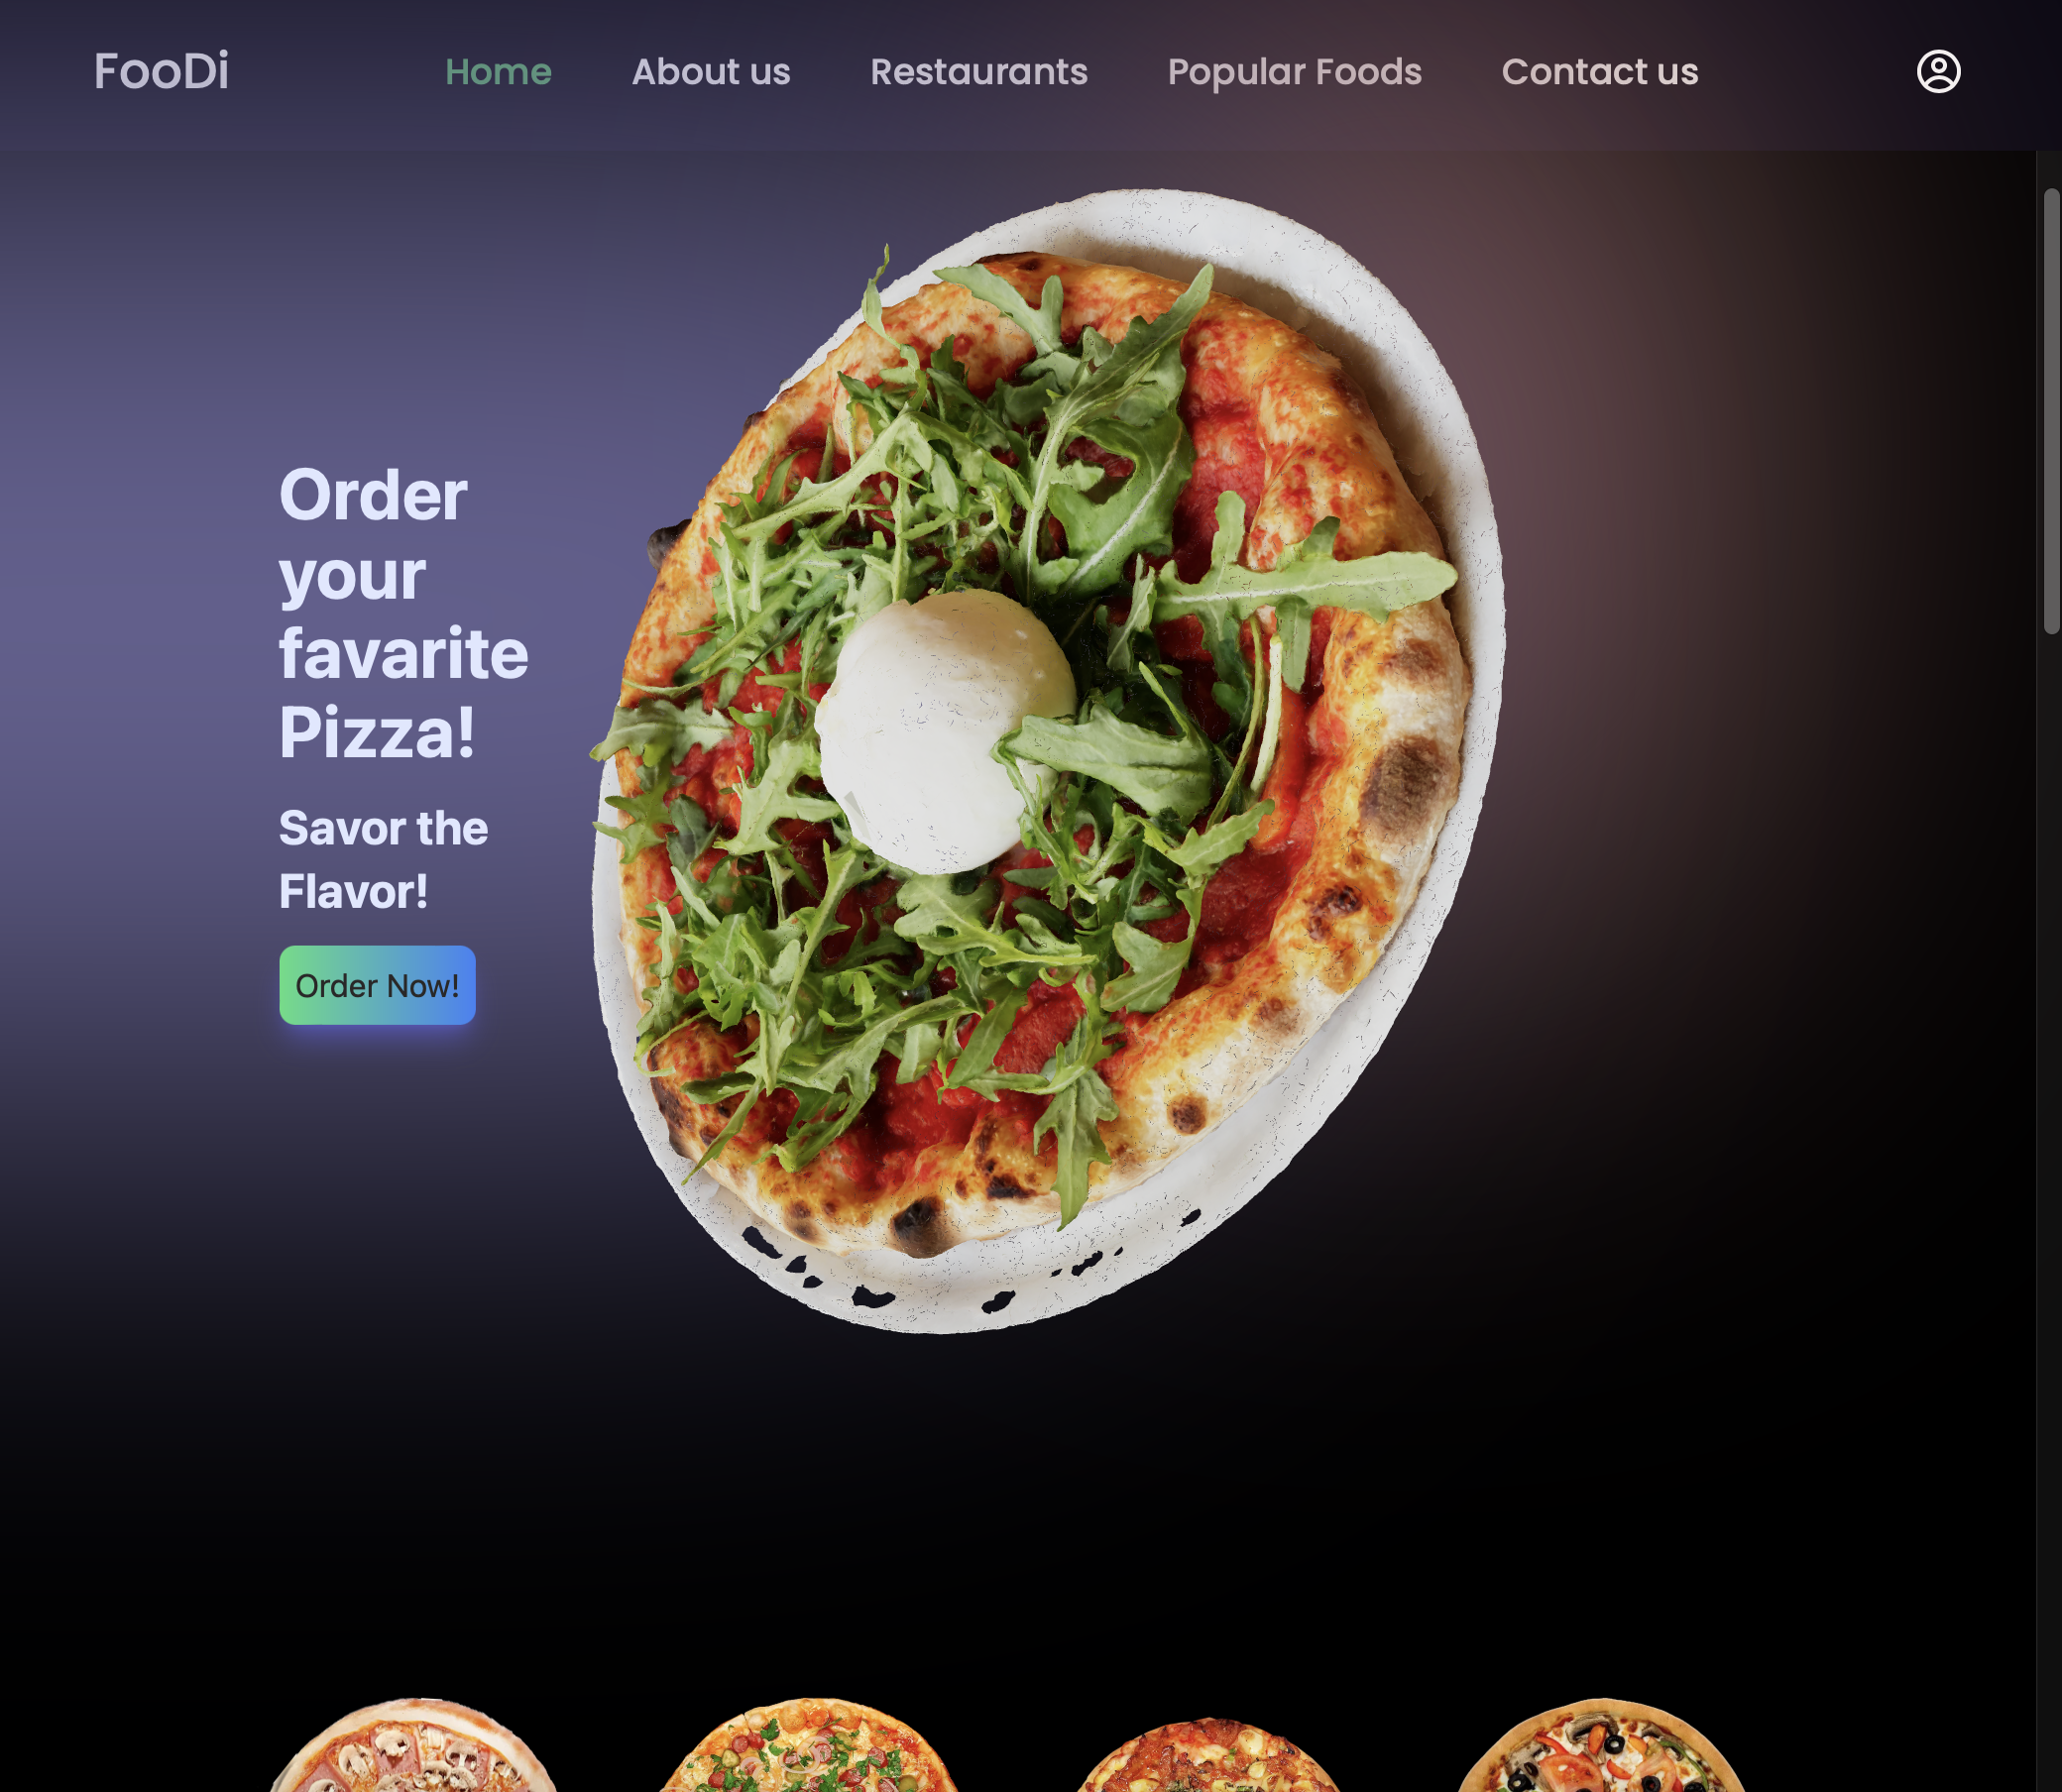 FooDi
Home
About us
Restaurants
Popular Foods
Contact us
Order
your
favarite
Pizza!
Savor the
Flavor!
Order Now!